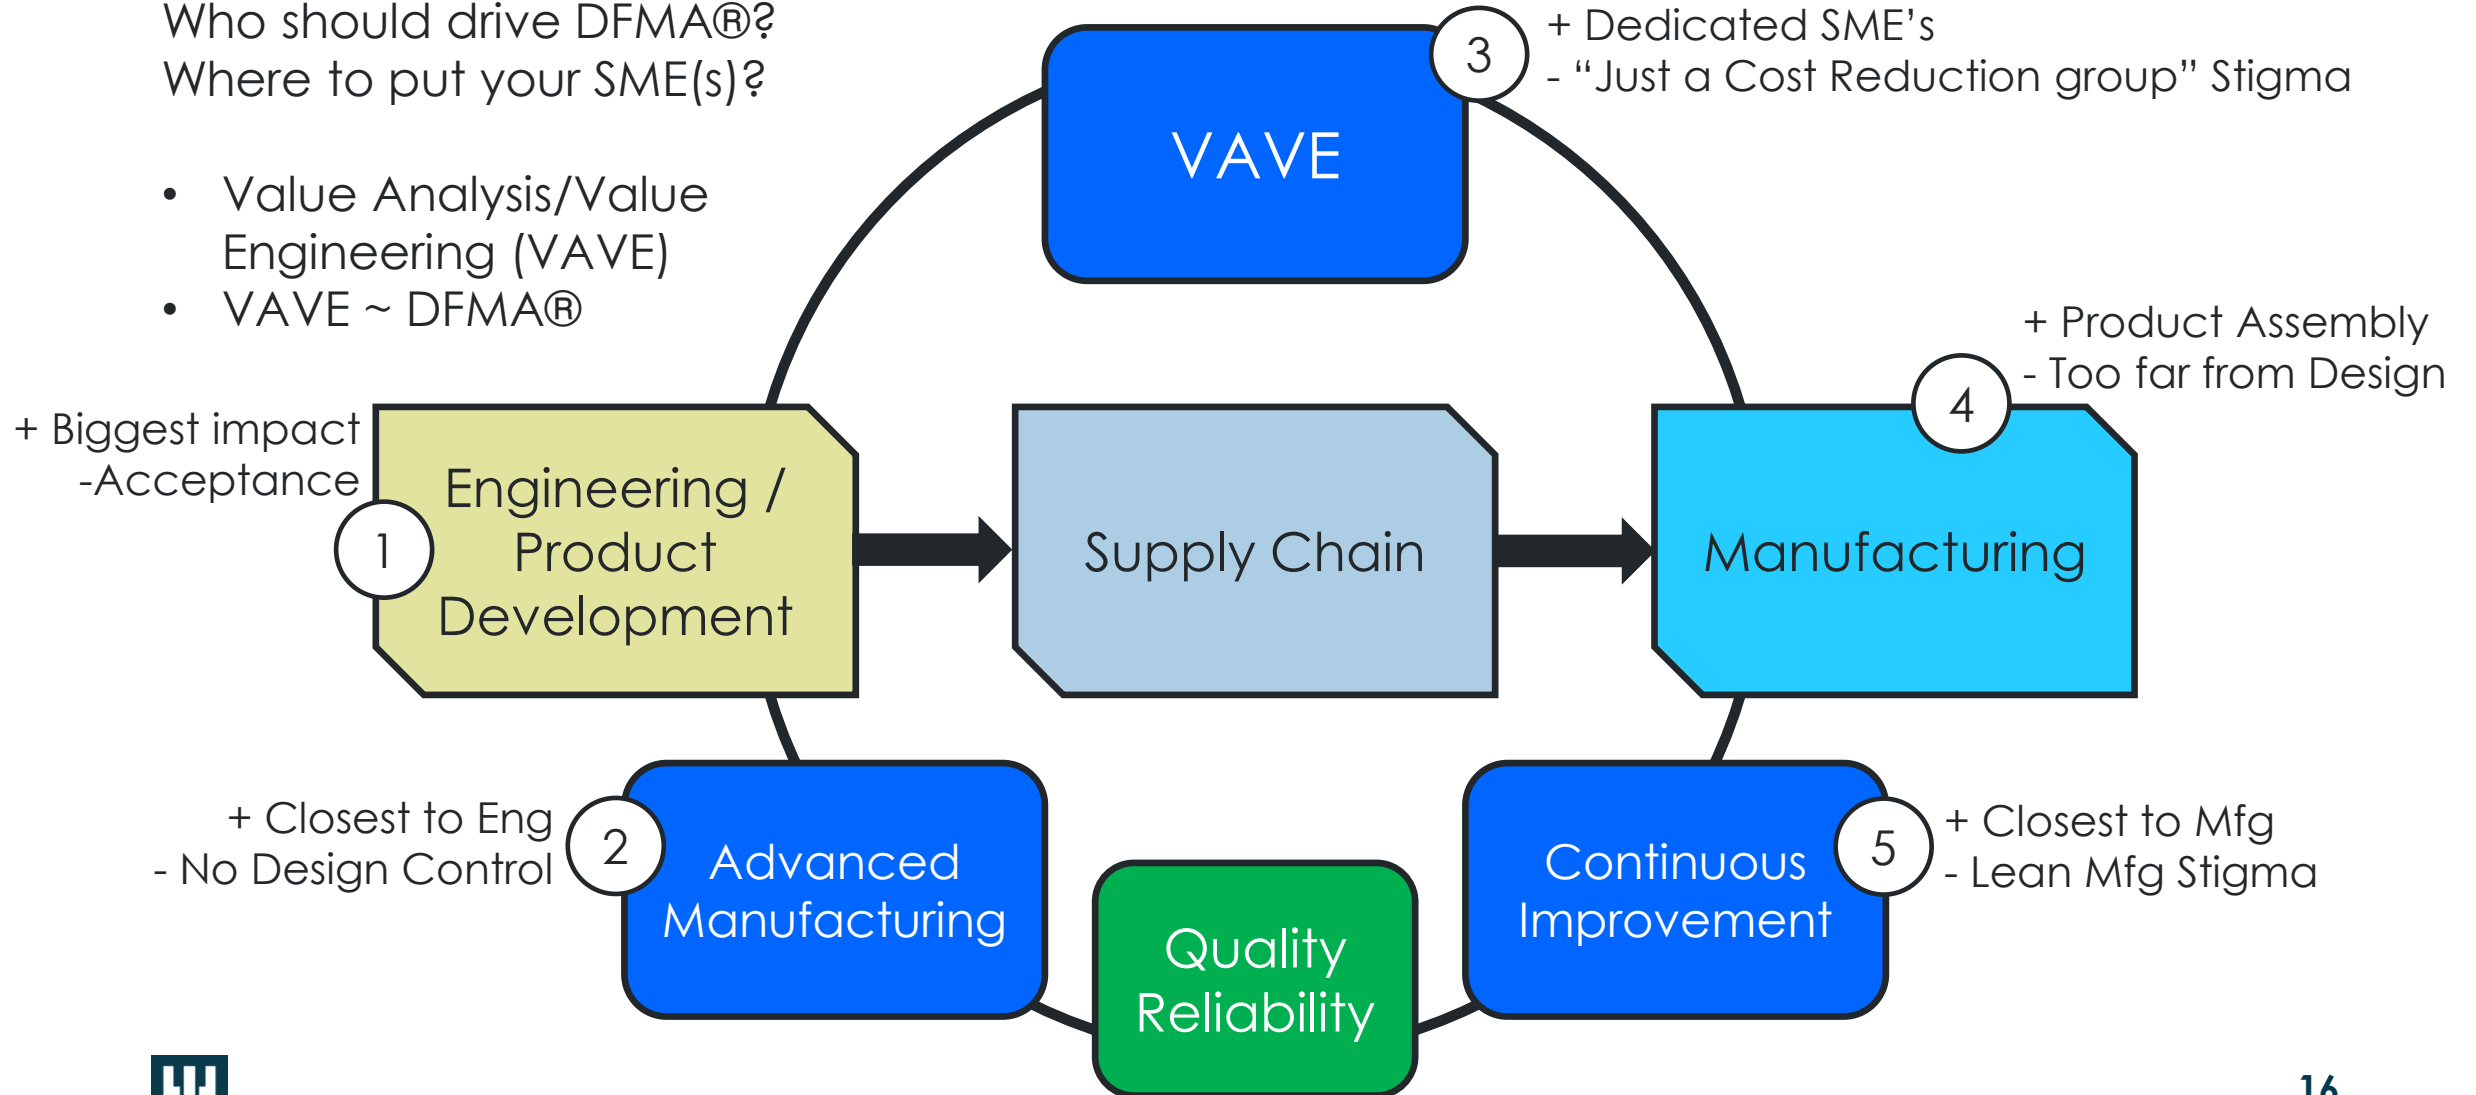 Who should drive DFMA®?
Where to put your SME(s)?
• Value Analysis/Value
Engineering (VAVE)
• VAVE ~ DFMA®
VAVE
3
+ Dedicated SME’s
- “Just a Cost Reduction group” Stigma
+ Biggest impact
-Acceptance
1
Engineering /
Product
Development
Supply Chain
+ Product Assembly
- Too far from Design
4
Manufacturing
+ Closest to Eng
- No Design Control
2
Advanced
Manufacturing
Quality
Reliability
Continuous
Improvement
5
+ Closest to Mfg
- Lean Mfg Stigma
16